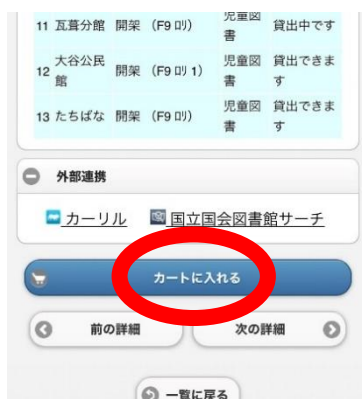 児童図
11 瓦葺分館 開架 (F9 ロリ) 貸出中です
書
大谷公民 児童図 貸出できま
12 開架 (F9 ロリ 1)
館 書 す
児童図 貸出できま
13 たちばな 開架 (F9 ロリ)
書 す
外部連携
カーリル 国立国会図書館サーチ
カートに入れる
前の詳細 次の詳細
一覧に戻る